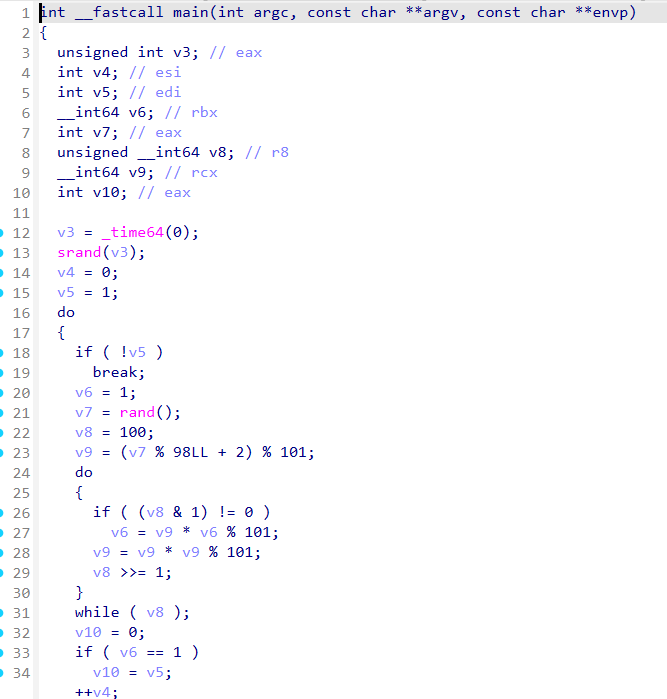 1 int __fastcall main(int argc, const char **argv, const char **envp)
2 {
3 unsigned int v3; // eax
4 int v4; // esi
5 int v5; // edi
6 __int64 v6; // rbx
7 int v7; // eax
8 unsigned __int64 v8; // r8
9 __int64 v9; // rcx
10 int v10; // eax
11
12 v3 = _time64(0);
13 srand(v3);
14 v4 = 0;
15 v5 = 1;
16 do
17 {
18 if ( !v5 )
19 break;
20 v6 = 1;
21 v7 = rand();
22 v8 = 100;
23 v9 = (v7 % 98LL + 2) % 101;
24 do
25 {
26 if ( (v8 & 1) != 0 )
27 v6 = v9 * v6 % 101;
28 v9 = v9 * v9 % 101;
29 v8 >>= 1;
30 }
31 while ( v8 );
32 v10 = 0;
33 if ( v6 == 1 )
34 v10 = v5;
++v4;